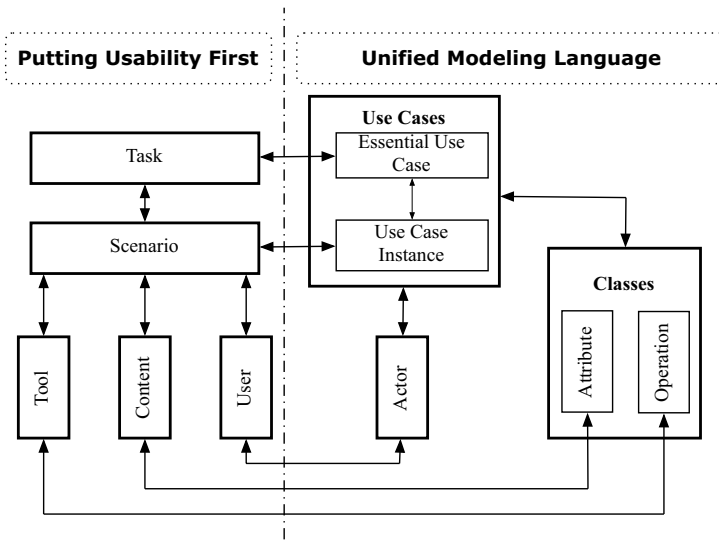 Putting Usability First
Unified Modeling Language
Use Cases
Essential Use
Case
Task
Use Case
Instance
Scenario
Classes
Tool
Content
User
Actor
Attribute
Operation